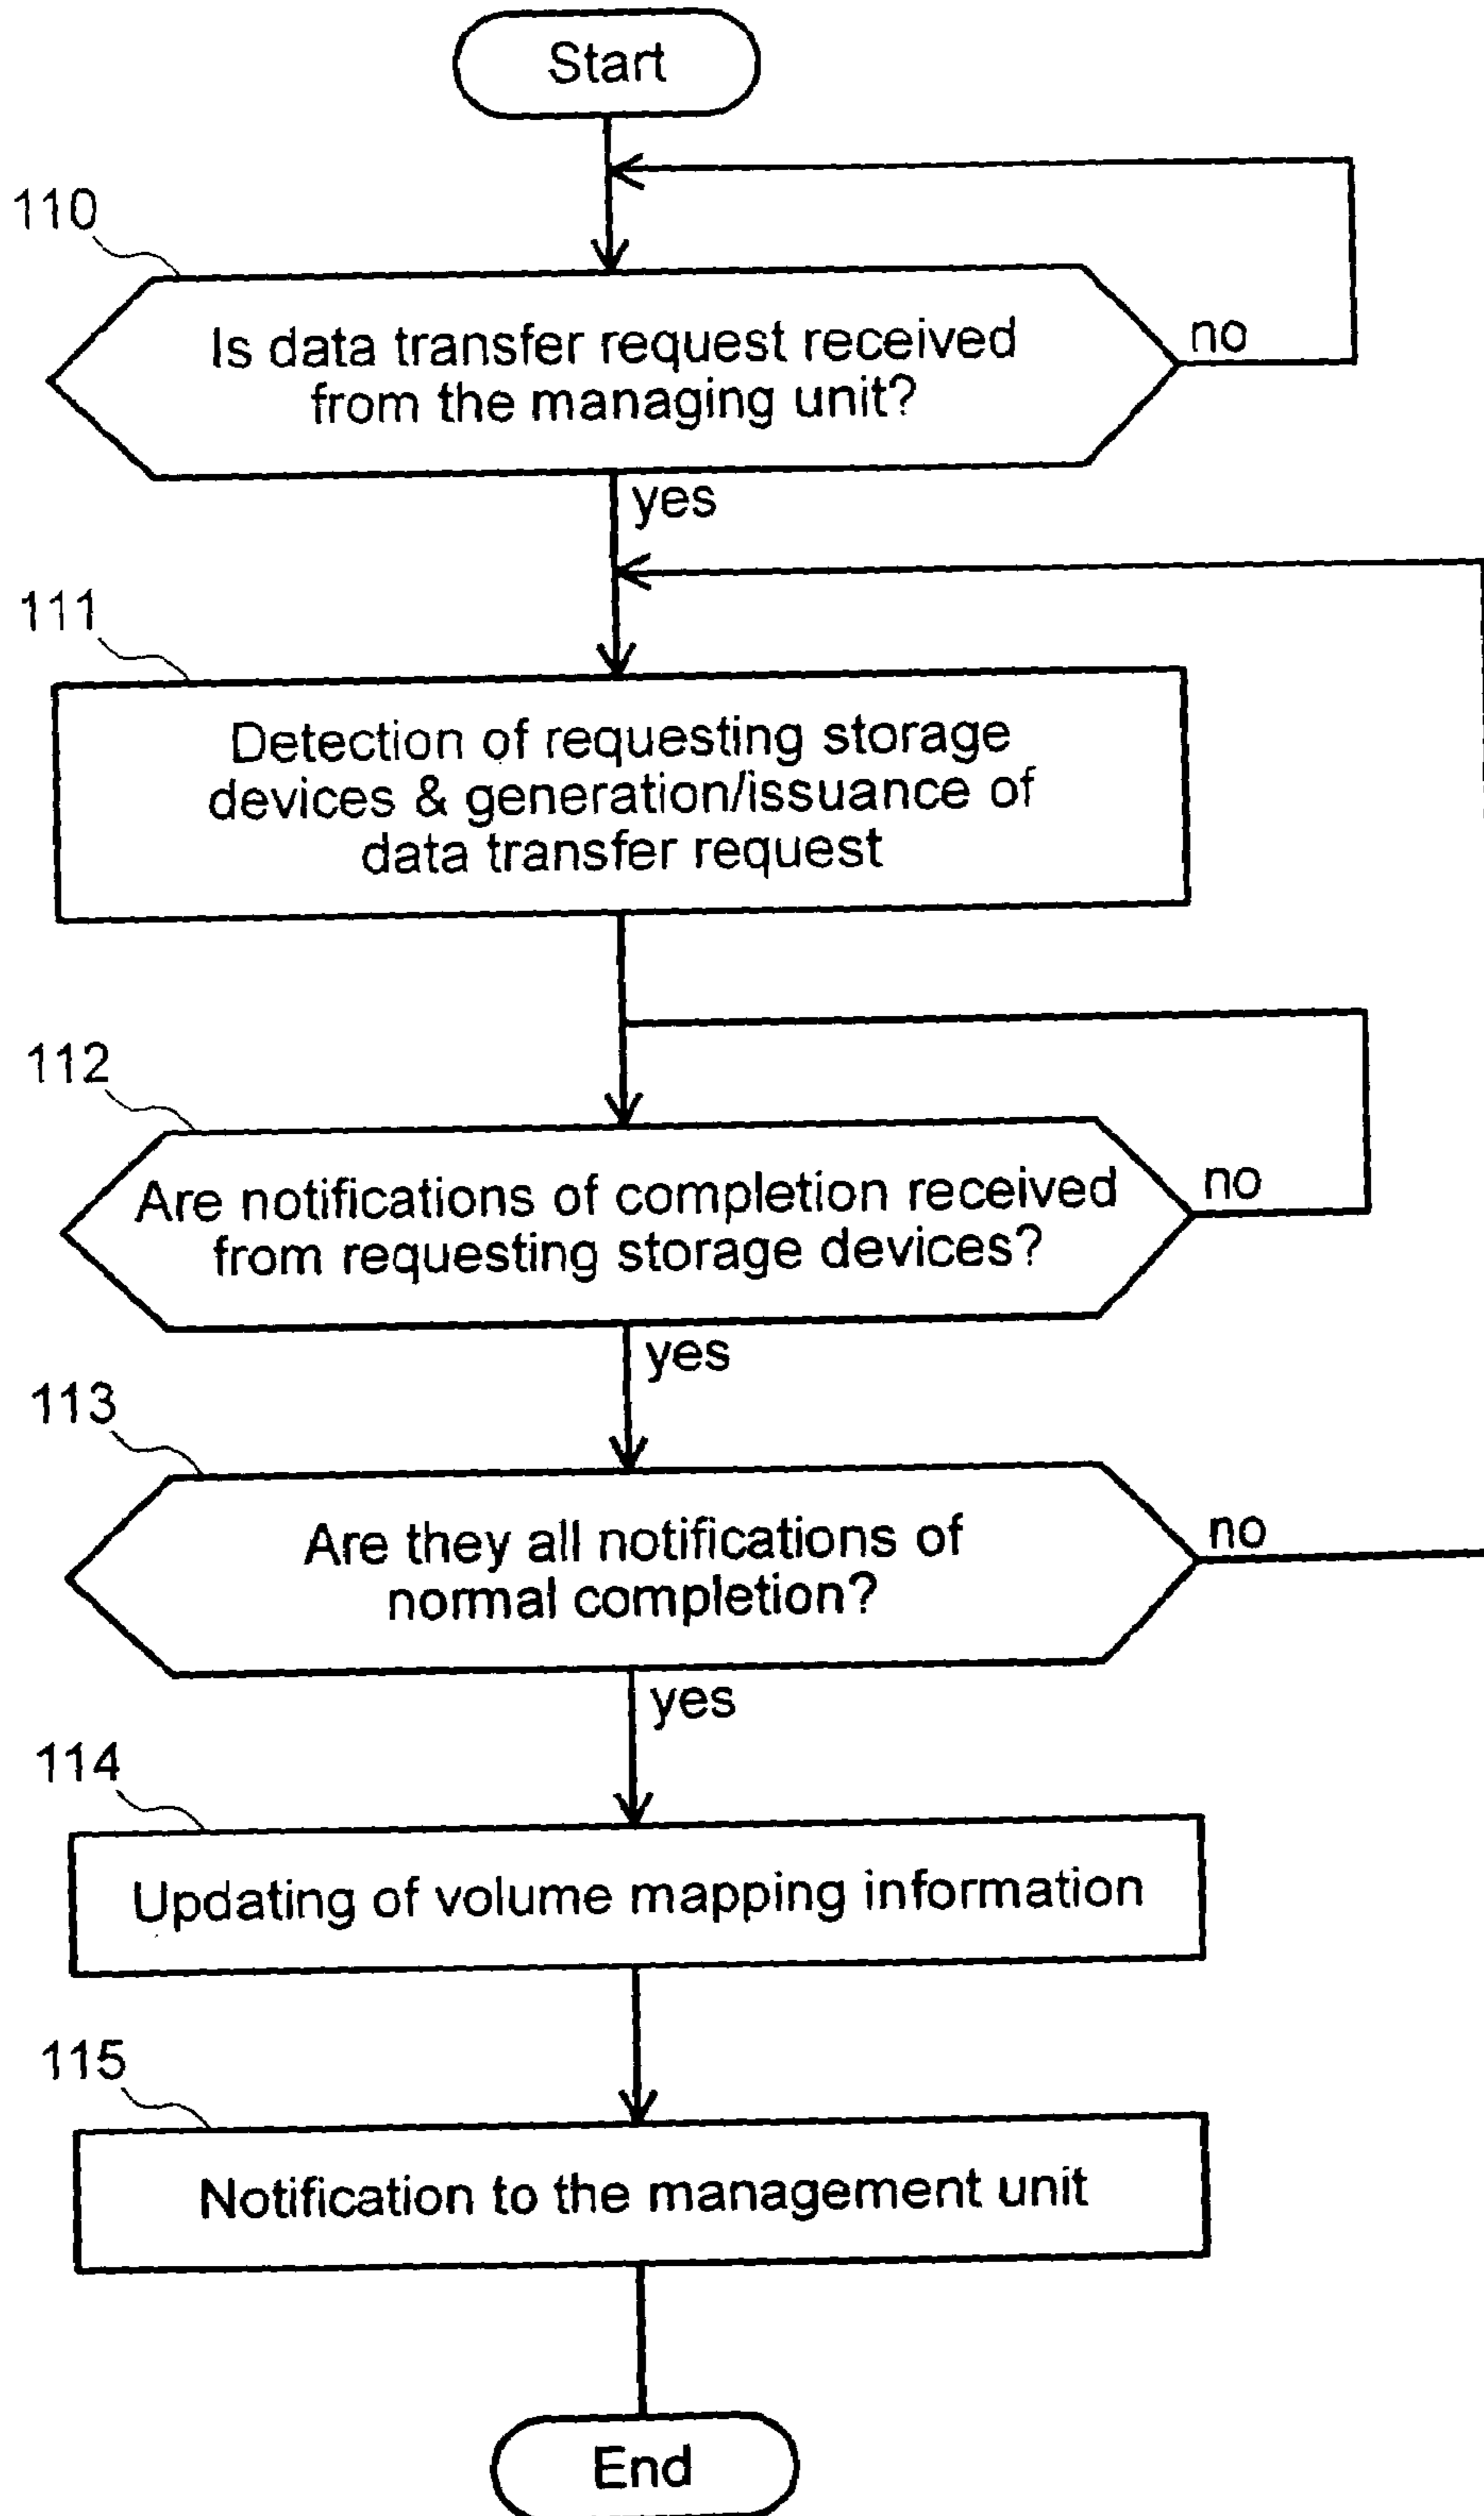 Start
110
Is data transfer request received
from the managing unit?
no
yes
111
Detection of requesting storage
devices & generation/issuance of
data transfer request
112
Are notifications of completion received
from requesting storage devices?
no
yes
113
Are they all notifications of
normal completion?
no
yes
114
Updating of volume mapping information
115
Notification to the management unit
End